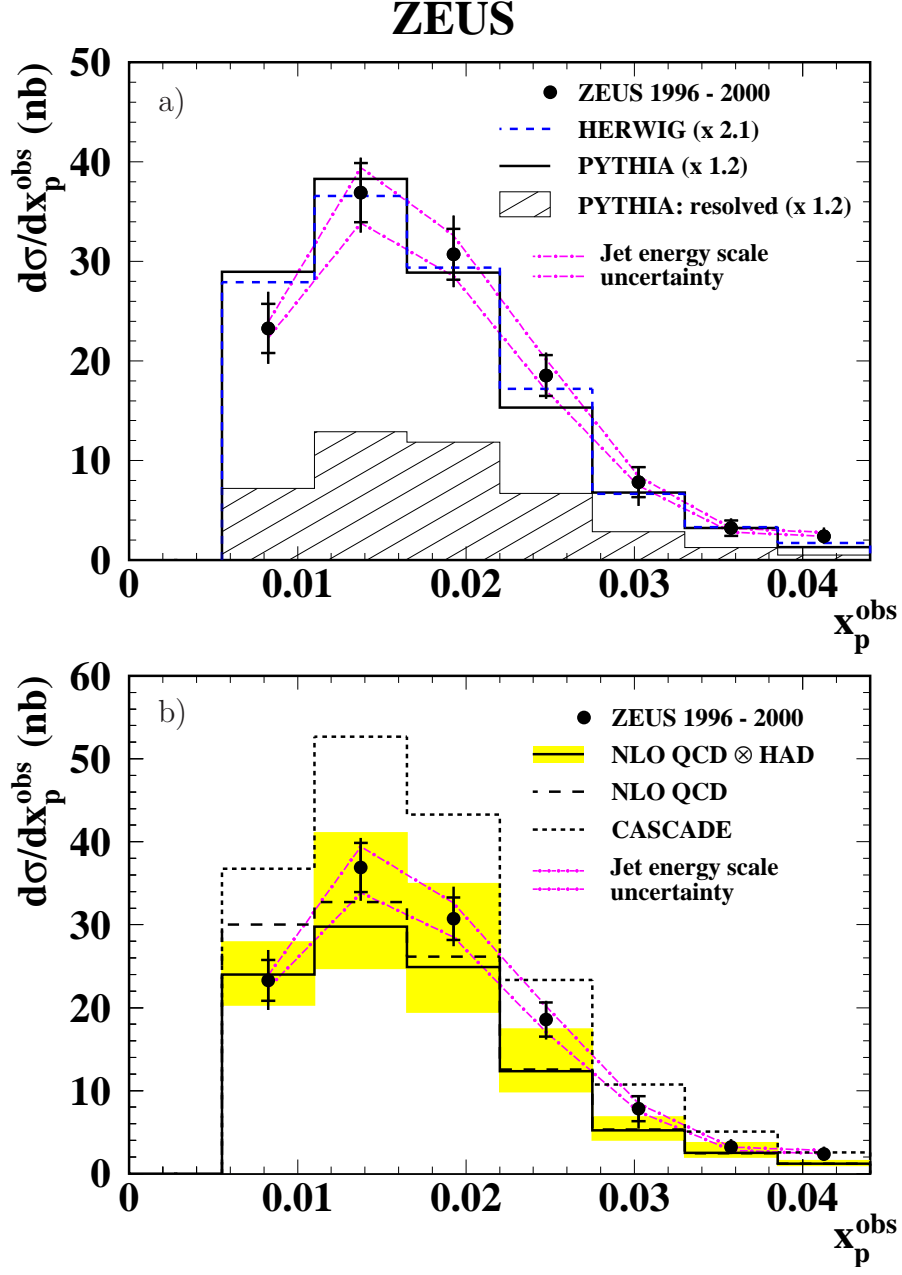 ZEUS
a)
dσ/dx_p^obs (nb)
50
40
30
20
10
0
ZEUS 1996 - 2000
HERWIG (x 2.1)
PYTHIA (x 1.2)
PYTHIA: resolved (x 1.2)
Jet energy scale
uncertainty
0 0.01 0.02 0.03 0.04
x_p^obs
b)
dσ/dx_p^obs (nb)
60
50
40
30
20
10
0
ZEUS 1996 - 2000
NLO QCD ⊗ HAD
NLO QCD
CASCADE
Jet energy scale
uncertainty
0 0.01 0.02 0.03 0.04
x_p^obs